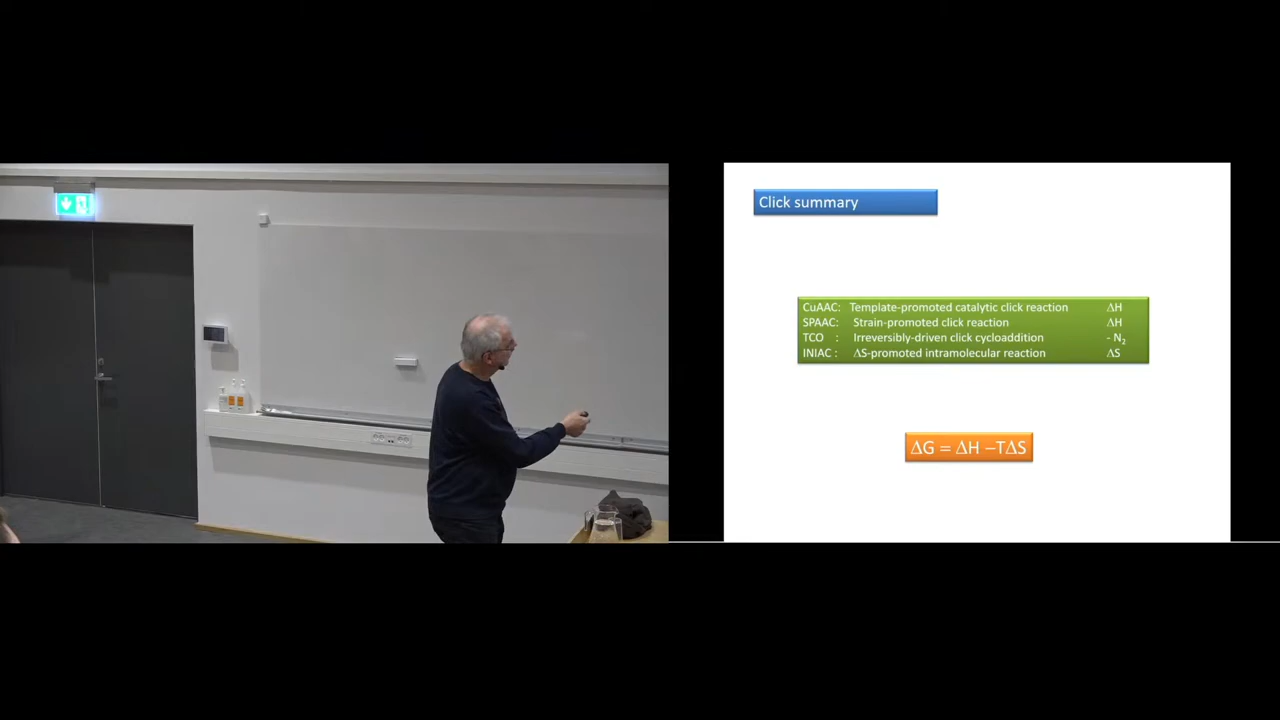 Click summary
CuAAC: Template-promoted catalytic click reaction ΔH
SPAAC: Strain-promoted click reaction ΔH
TCO : Irreversibly-driven click cycloaddition - N₂
INIAC : ΔS-promoted intramolecular reaction ΔS
ΔG = ΔH –TΔS